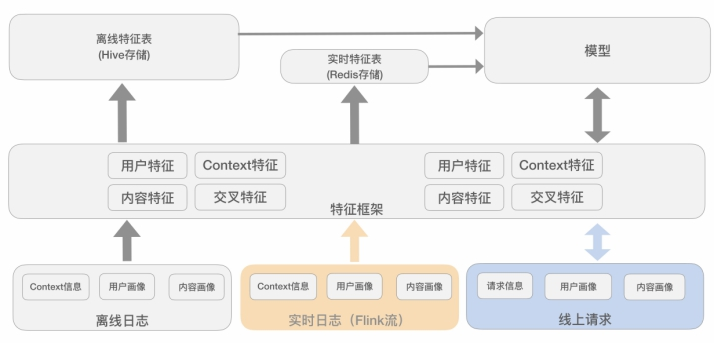 离线特征表
(Hive存储)
实时特征表
(Redis存储)
模型
用户特征
Context特征
用户特征
Context特征
内容特征
交叉特征
内容特征
交叉特征
特征框架
Context信息
用户画像
内容画像
离线日志
Context信息
用户画像
内容画像
实时日志（Flink流）
请求信息
用户画像
内容画像
线上请求